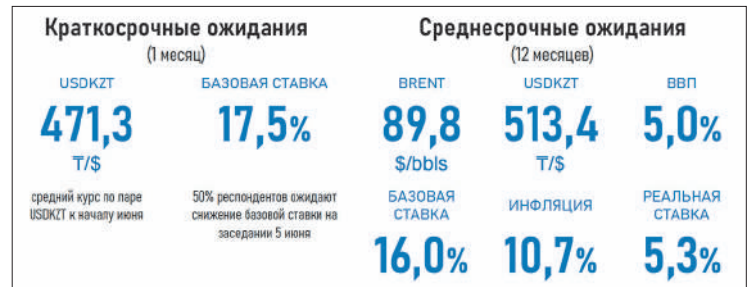 Краткосрочные ожидания
(1 месяц)
USDKZT
БАЗОВАЯ СТАВКА
471,3
17,5%
₸/$
средний курс по паре
USDKZT к началу июня
50% респондентов ожидают
снижение базовой ставки на
заседании 5 июня
Среднесрочные ожидания
(12 месяцев)
BRENT
USDKZT
ВВП
89,8
513,4
5,0%
$/bbls
₸/$
БАЗОВАЯ
СТАВКА
ИНФЛЯЦИЯ
РЕАЛЬНАЯ
СТАВКА
16,0%
10,7%
5,3%